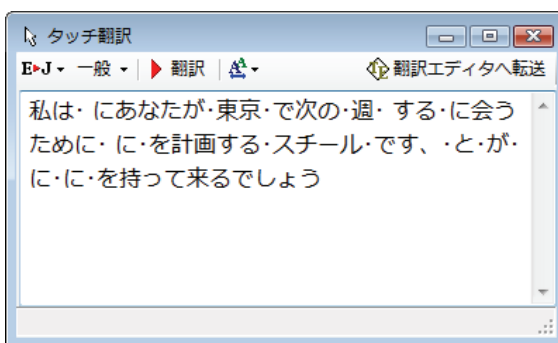 タッチ翻訳
E▸J 一般 翻訳 翻訳エディタへ転送
私は· にあなたが·東京·で次の·週· する·に会う
ために· に·を計画する·スチール·です、·と·が·
に·に·を持って来るでしょう